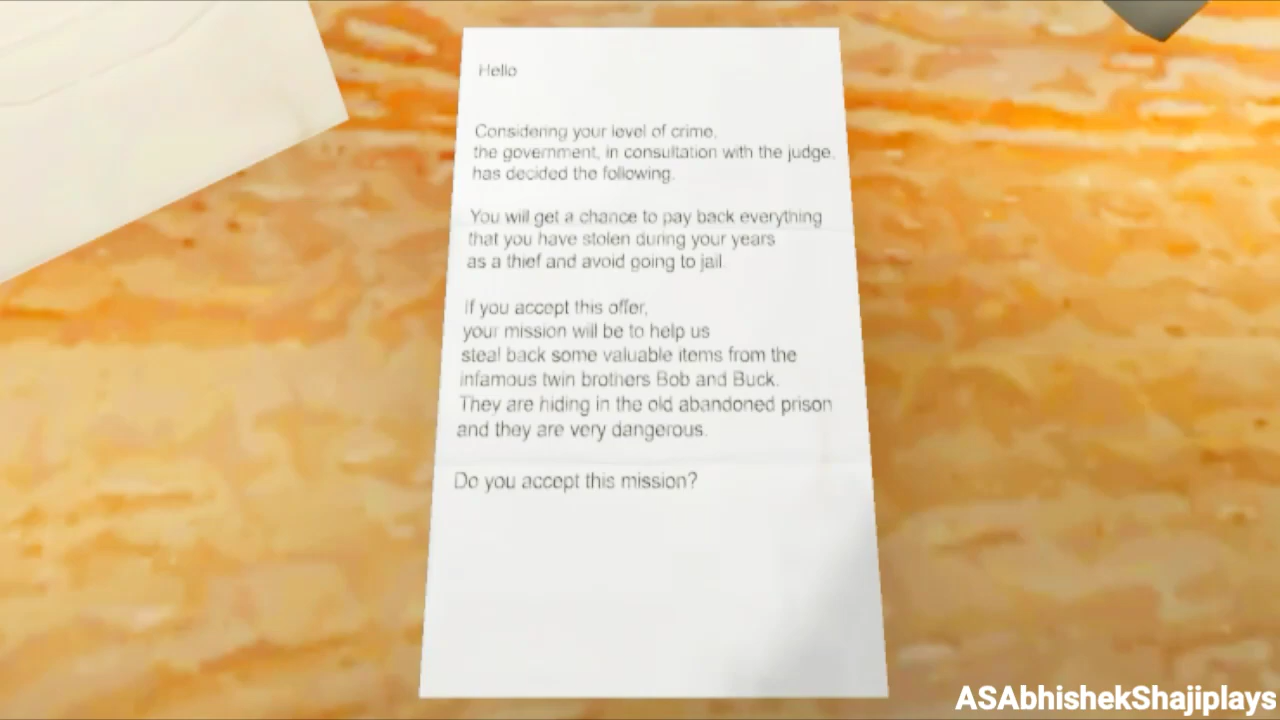 Hello
Considering your level of crime,
the government, in consultation with the judge,
has decided the following.
You will get a chance to pay back everything
that you have stolen during your years
as a thief and avoid going to jail.
If you accept this offer,
your mission will be to help us
steal back some valuable items from the
infamous twin brothers Bob and Buck.
They are hiding in the old abandoned prison
and they are very dangerous.
Do you accept this mission?
ASAbhishekShajiplays